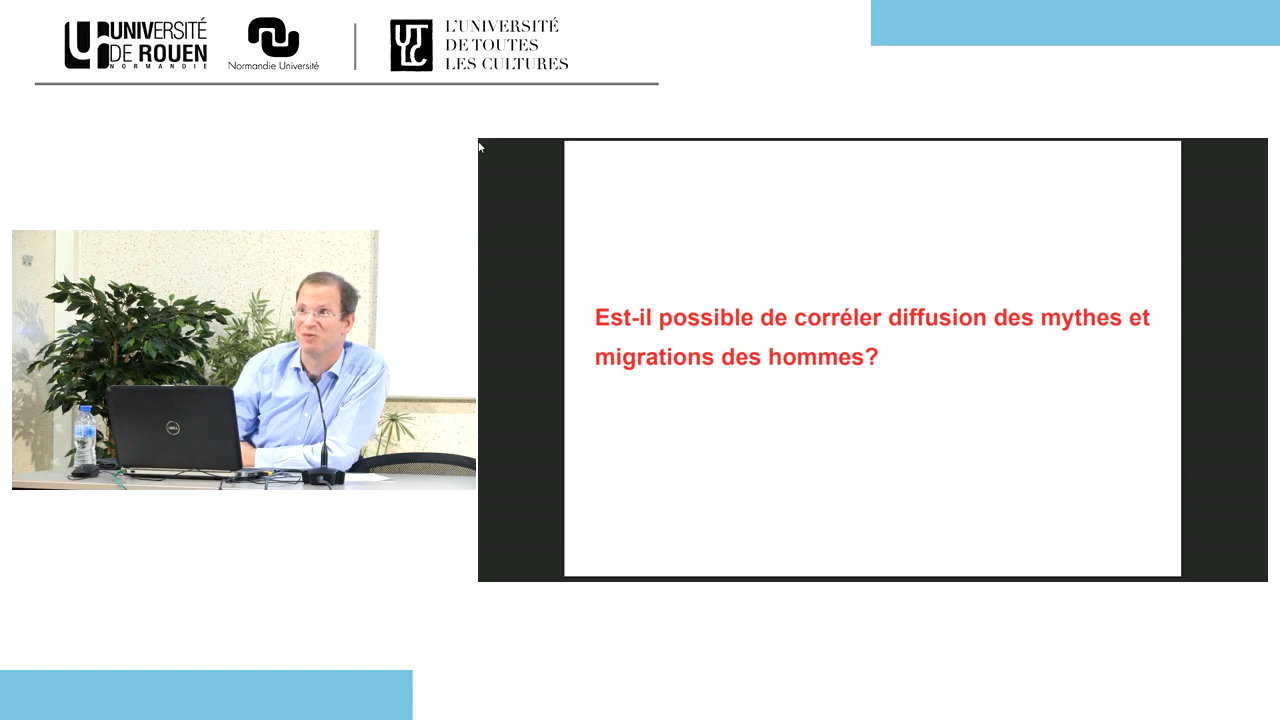 UNIVERSITÉ
DE ROUEN
NORMANDIE
Normandie Université
UTLC
L'UNIVERSITÉ
DE TOUTES
LES CULTURES
Est-il possible de corréler diffusion des mythes et
migrations des hommes?
DELL